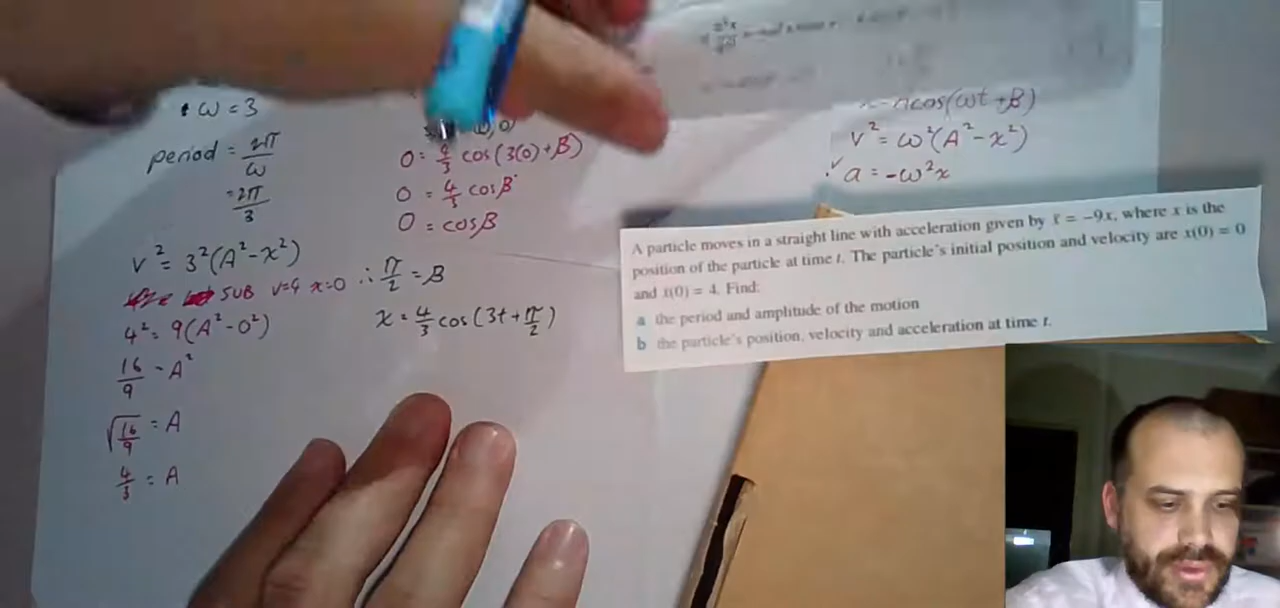 ω = 3
period = 2π/ω
= 2π/3
v² = 3²(A² - x²)
SUB v=4 x=0
4² = 9(A² - 0²)
16/9 = A²
√16/9 = A
4/3 = A
0 = 4/3 cos(3(0) + β)
0 = 4/3 cosβ
0 = cosβ
∴ π/2 = β
x = 4/3 cos(3t + π/2)
cos(ωt + β)
v² = ω²(A² - x²)
a = -ω²x
A particle moves in a straight line with acceleration given by ẍ = −9x, where x is the
position of the particle at time t. The particle's initial position and velocity are x(0) = 0
and ẋ(0) = 4. Find:
a the period and amplitude of the motion
b the particle's position, velocity and acceleration at time t.